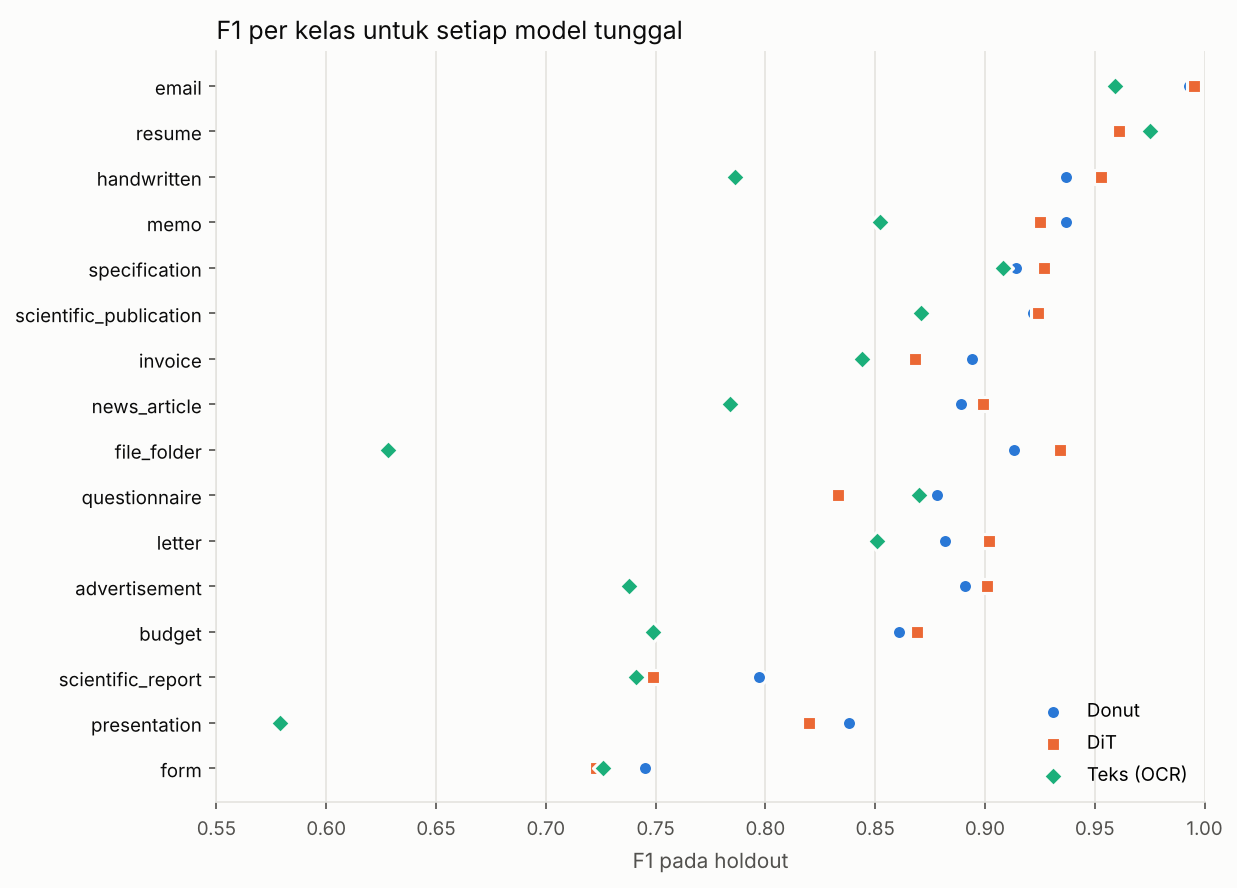 F1 per kelas untuk setiap model tunggal
email
resume
handwritten
memo
specification
scientific_publication
invoice
news_article
file_folder
questionnaire
letter
advertisement
budget
scientific_report
presentation
form
Donut
DiT
Teks (OCR)
0.55 0.60 0.65 0.70 0.75 0.80 0.85 0.90 0.95 1.00
F1 pada holdout